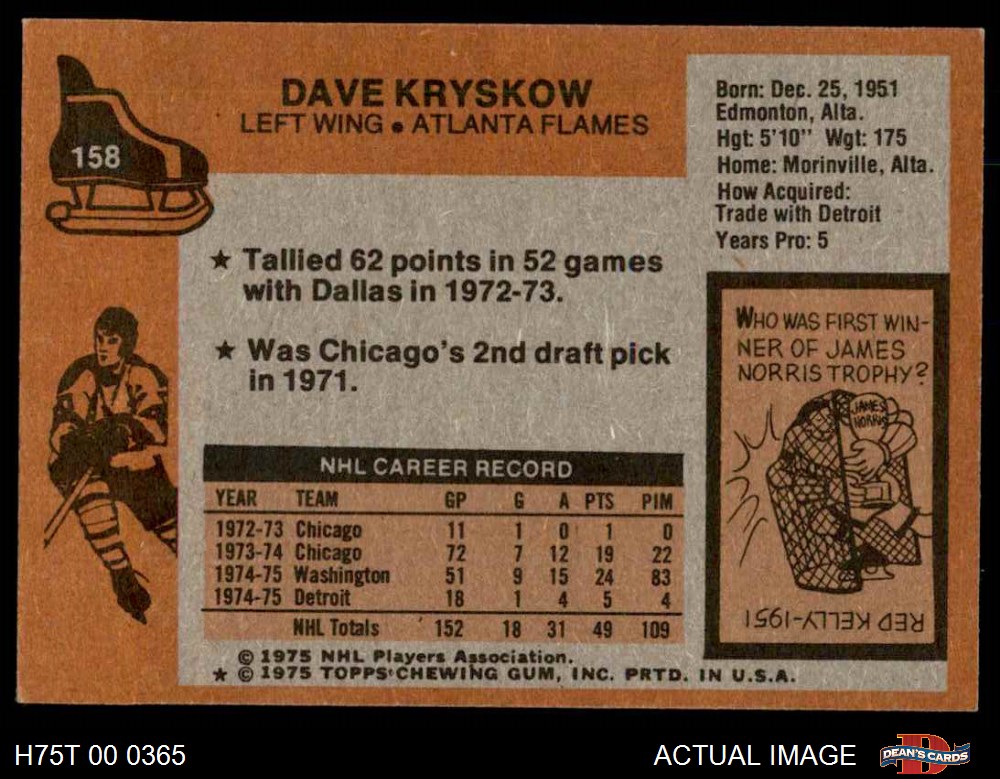 158
DAVE KRYSKOW
LEFT WING • ATLANTA FLAMES
Born: Dec. 25, 1951
Edmonton, Alta.
Hgt: 5'10" Wgt: 175
Home: Morinville, Alta.
How Acquired:
Trade with Detroit
Years Pro: 5
★ Tallied 62 points in 52 games
with Dallas in 1972-73.
★ Was Chicago's 2nd draft pick
in 1971.
WHO WAS FIRST WIN-
NER OF JAMES
NORRIS TROPHY?
JAMES
NORRIS
RED KELLY-1951
NHL CAREER RECORD
YEAR TEAM GP G A PTS PIM
1972-73 Chicago 11 1 0 1 0
1973-74 Chicago 72 7 12 19 22
1974-75 Washington 51 9 15 24 83
1974-75 Detroit 18 1 4 5 4
NHL Totals 152 18 31 49 109
© 1975 NHL Players Association.
★ © 1975 TOPPS CHEWING GUM, INC. PRTD. IN U.S.A.
H75T 00 0365
ACTUAL IMAGE
DEAN'S CARDS